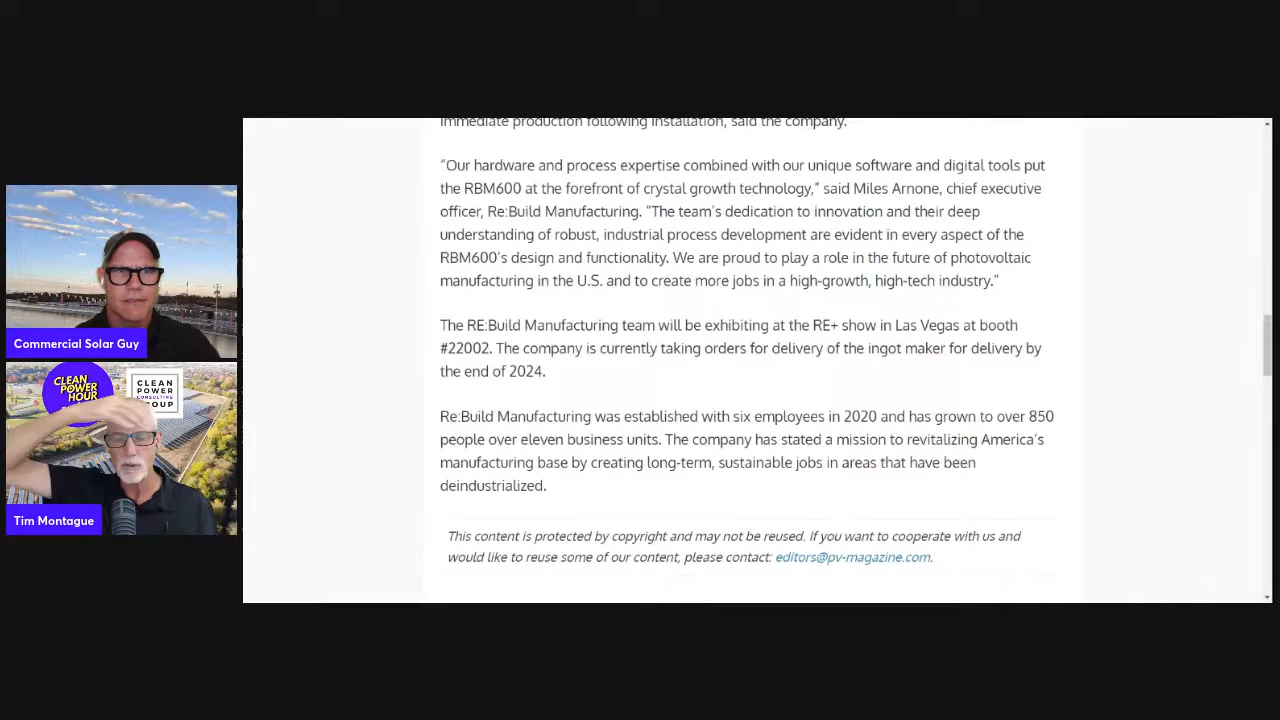 immediate production following installation, said the company.
“Our hardware and process expertise combined with our unique software and digital tools put
the RBM600 at the forefront of crystal growth technology,” said Miles Arnone, chief executive
officer, Re:Build Manufacturing. “The team’s dedication to innovation and their deep
understanding of robust, industrial process development are evident in every aspect of the
RBM600’s design and functionality. We are proud to play a role in the future of photovoltaic
manufacturing in the U.S. and to create more jobs in a high-growth, high-tech industry.”
The RE:Build Manufacturing team will be exhibiting at the RE+ show in Las Vegas at booth
#22002. The company is currently taking orders for delivery of the ingot maker for delivery by
the end of 2024.
Re:Build Manufacturing was established with six employees in 2020 and has grown to over 850
people over eleven business units. The company has stated a mission to revitalizing America’s
manufacturing base by creating long-term, sustainable jobs in areas that have been
deindustrialized.
This content is protected by copyright and may not be reused. If you want to cooperate with us and
would like to reuse some of our content, please contact: editors@pv-magazine.com.
Commercial Solar Guy
CLEAN
POWER
HOUR
CLEAN
POWER
CONSULTING
GROUP
Tim Montague